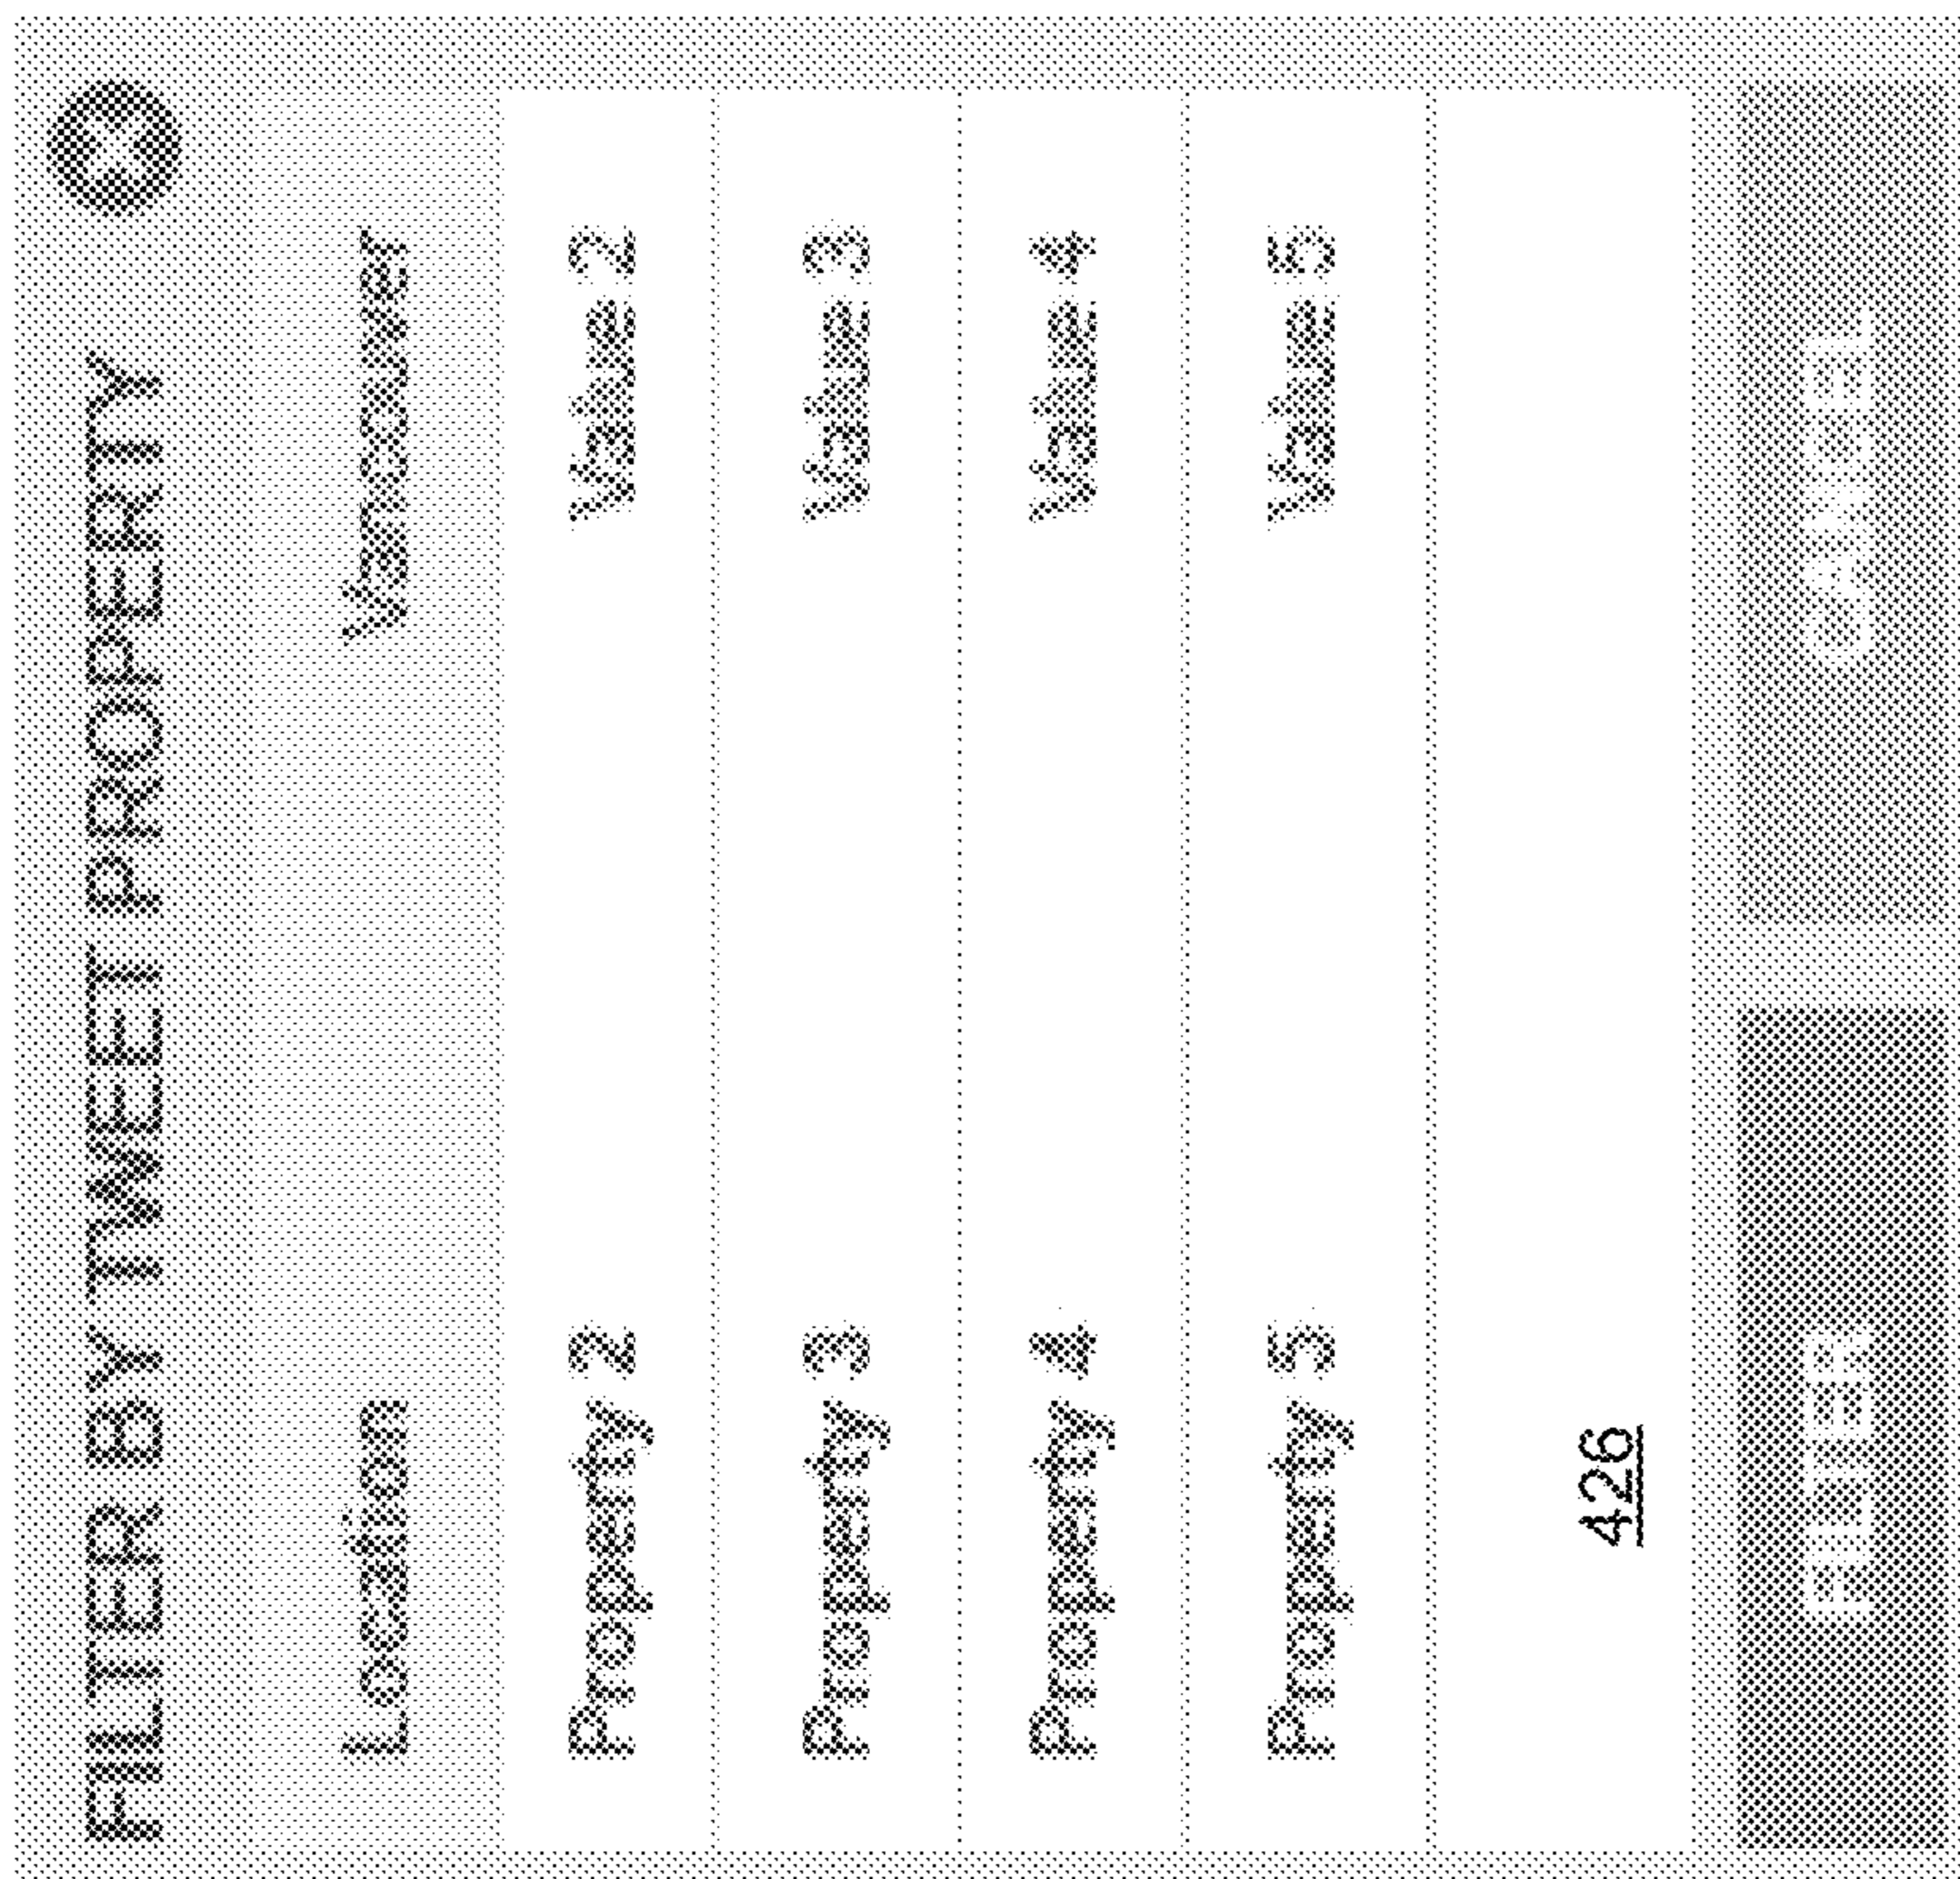 FILTER BY TWEET PROPERTY X
Location Vancouver
Property 2 Value 2
Property 3 Value 3
Property 4 Value 4
Property 5 Value 5
426
FILTER CANCEL